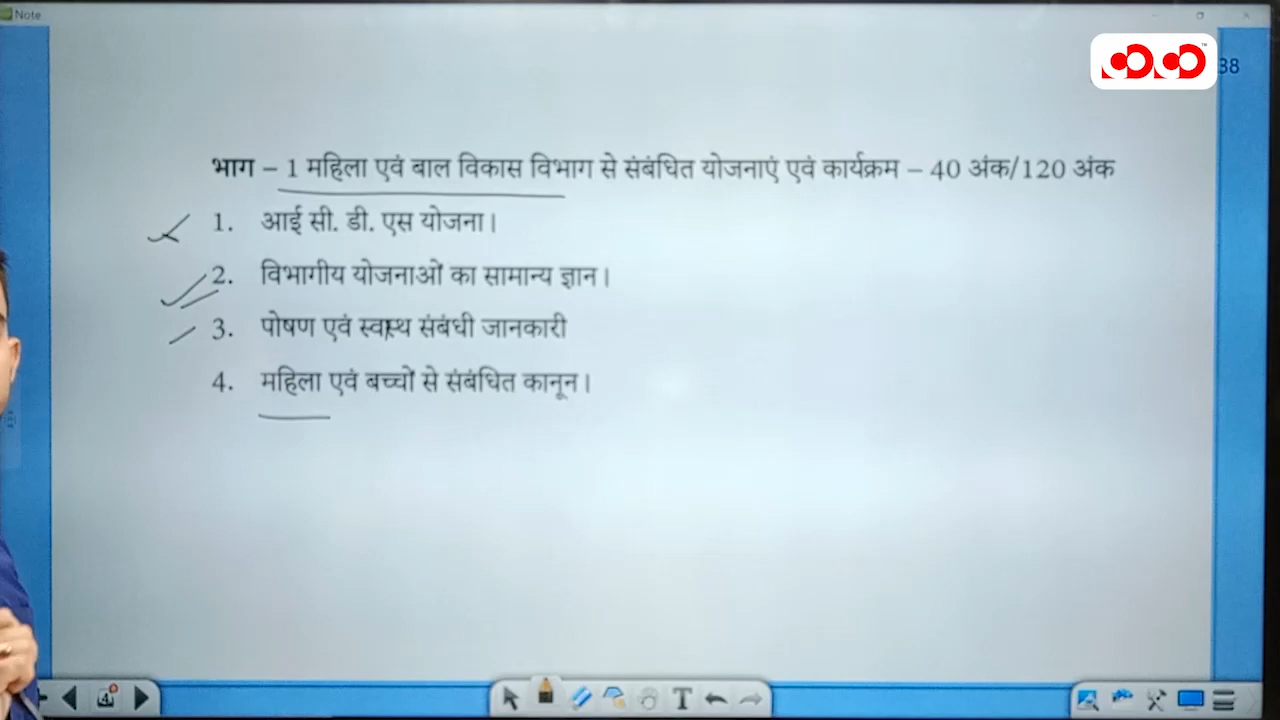 Note
38
भाग – 1 महिला एवं बाल विकास विभाग से संबंधित योजनाएं एवं कार्यक्रम – 40 अंक/120 अंक
1. आई सी. डी. एस योजना।
2. विभागीय योजनाओं का सामान्य ज्ञान।
3. पोषण एवं स्वास्थ संबंधी जानकारी
4. महिला एवं बच्चों से संबंधित कानून।
4
T